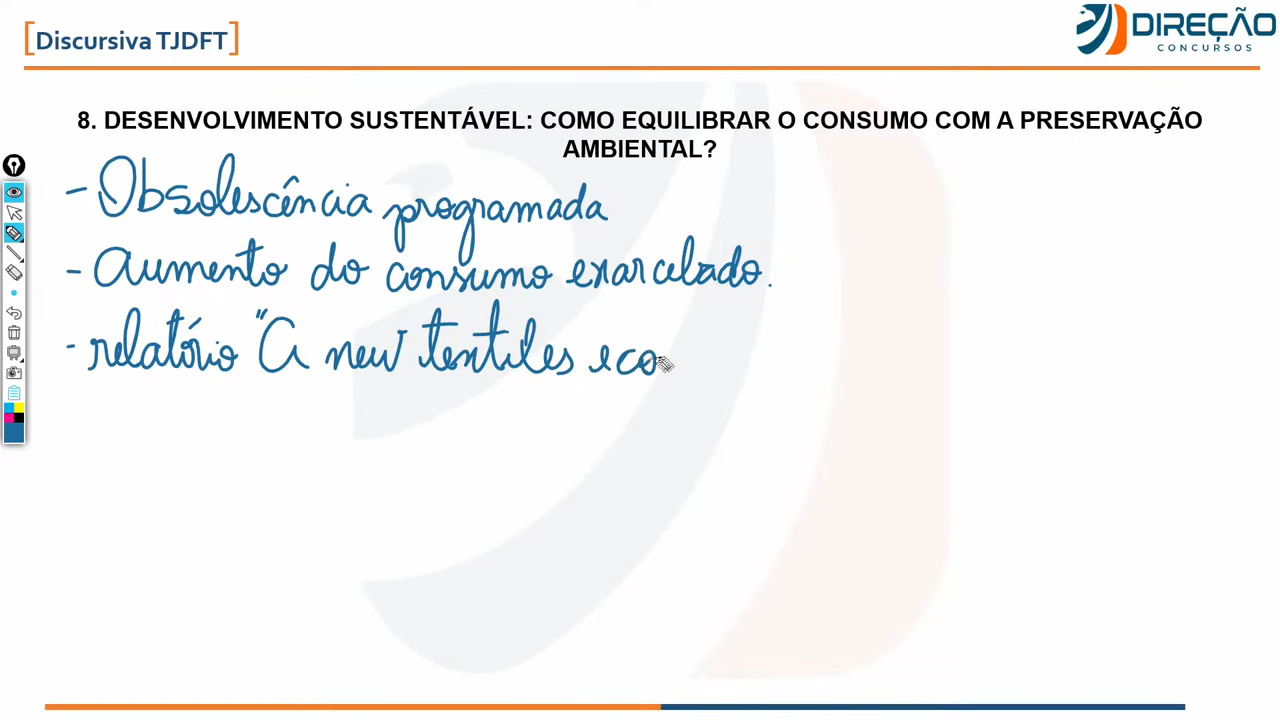 [Discursiva TJDFT]
DIREÇÃO
CONCURSOS
8. DESENVOLVIMENTO SUSTENTÁVEL: COMO EQUILIBRAR O CONSUMO COM A PRESERVAÇÃO
AMBIENTAL?
- Obsolescência programada
- Aumento do consumo exarcebado.
- relatório "A new textiles eco